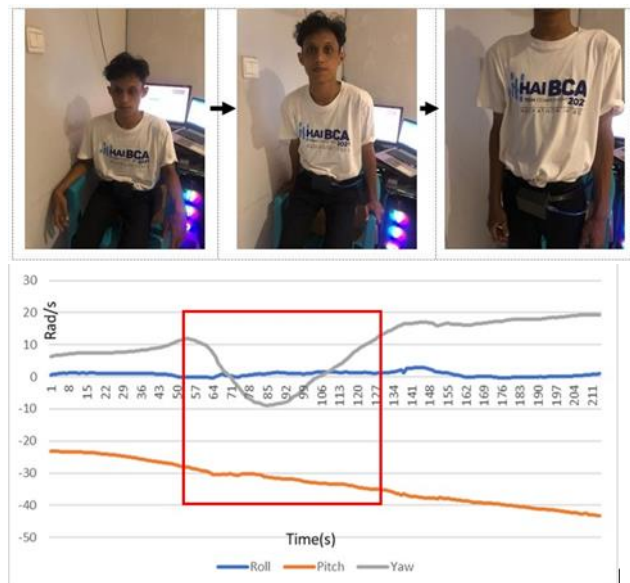 HAI BCA
HAI BCA
HAI BCA
202
30
20
10
0
-10
-20
-30
-40
-50
Rad/s
1 8 15 22 29 36 43 50 57 64 71 78 85 92 99 106 113 120 127 134 141 148 155 162 169 176 183 190 197 204 211
Time(s)
Roll Pitch Yaw